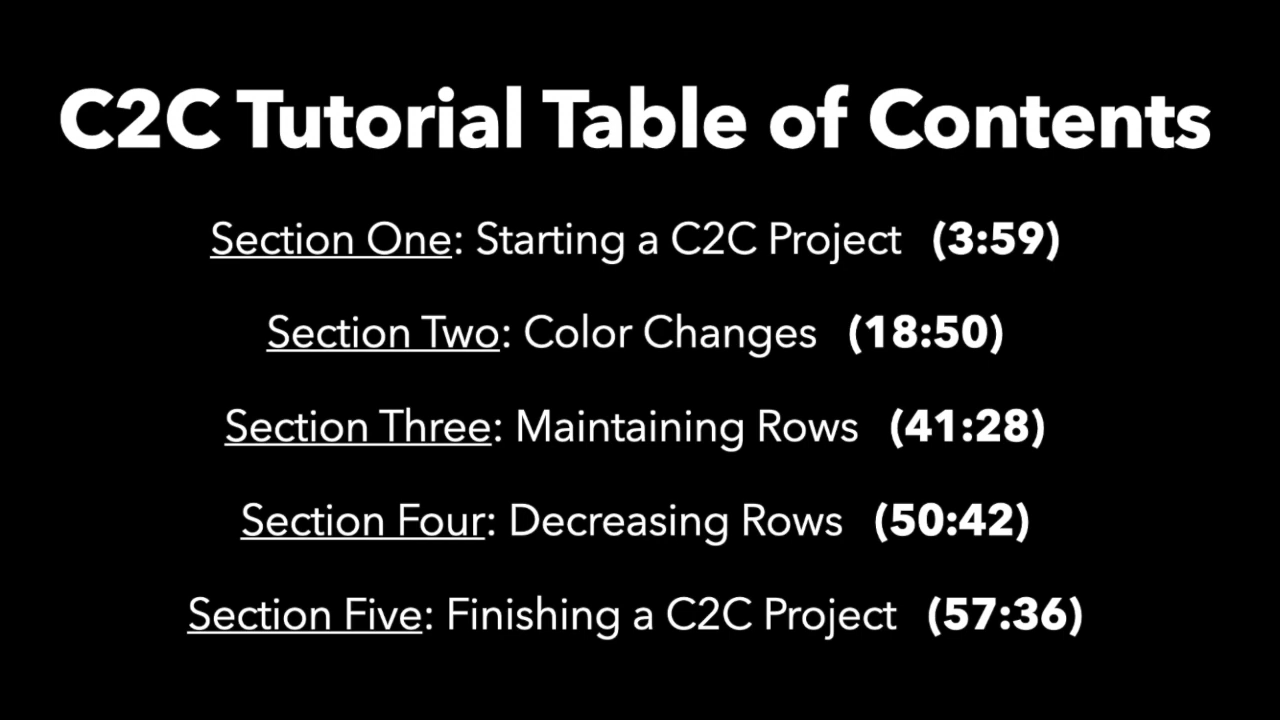 C2C Tutorial Table of Contents
Section One: Starting a C2C Project (3:59)
Section Two: Color Changes (18:50)
Section Three: Maintaining Rows (41:28)
Section Four: Decreasing Rows (50:42)
Section Five: Finishing a C2C Project (57:36)